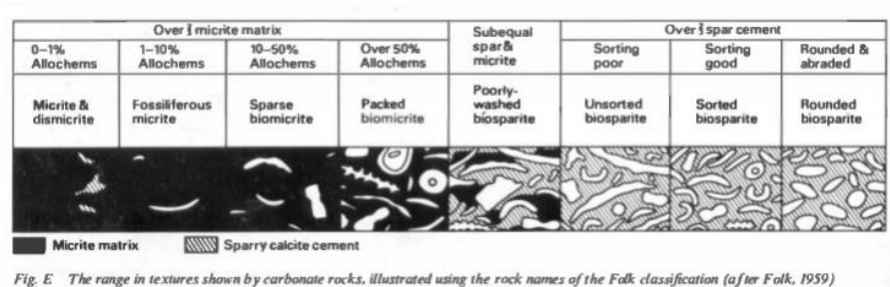 Over ⅔ micrite matrix
Subequal spar & micrite
Over ⅔ spar cement
0–1% Allochems
1–10% Allochems
10–50% Allochems
Over 50% Allochems
Sorting poor
Sorting good
Rounded & abraded
Micrite & dismicrite
Fossiliferous micrite
Sparse biomicrite
Packed biomicrite
Poorly-washed biosparite
Unsorted biosparite
Sorted biosparite
Rounded biosparite
Micrite matrix
Sparry calcite cement
Fig. E The range in textures shown by carbonate rocks, illustrated using the rock names of the Folk classification (after Folk, 1959)